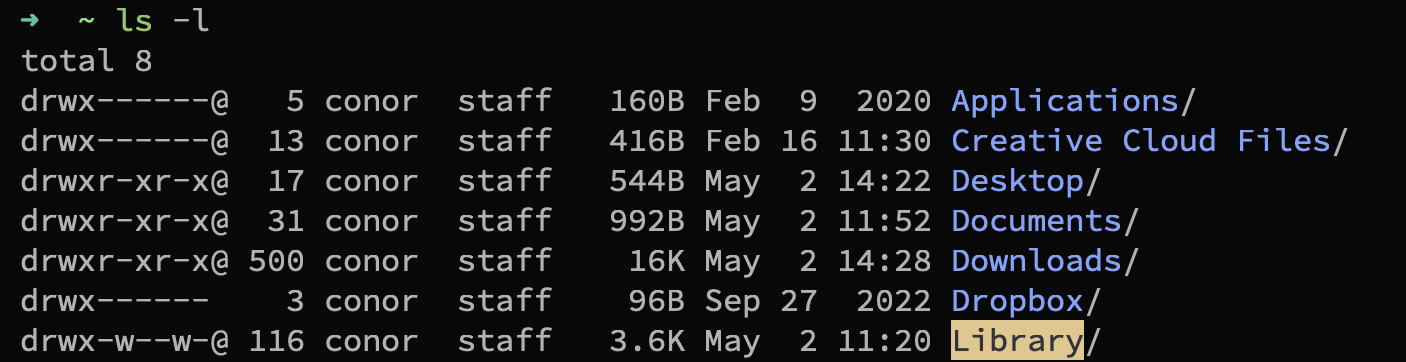 ➜  ~ ls -l
total 8
drwx------@   5 conor  staff   160B Feb  9  2020 Applications/
drwx------@  13 conor  staff   416B Feb 16 11:30 Creative Cloud Files/
drwxr-xr-x@  17 conor  staff   544B May  2 14:22 Desktop/
drwxr-xr-x@  31 conor  staff   992B May  2 11:52 Documents/
drwxr-xr-x@ 500 conor  staff    16K May  2 14:28 Downloads/
drwx------    3 conor  staff    96B Sep 27  2022 Dropbox/
drwx-w--w-@ 116 conor  staff   3.6K May  2 11:20 Library/